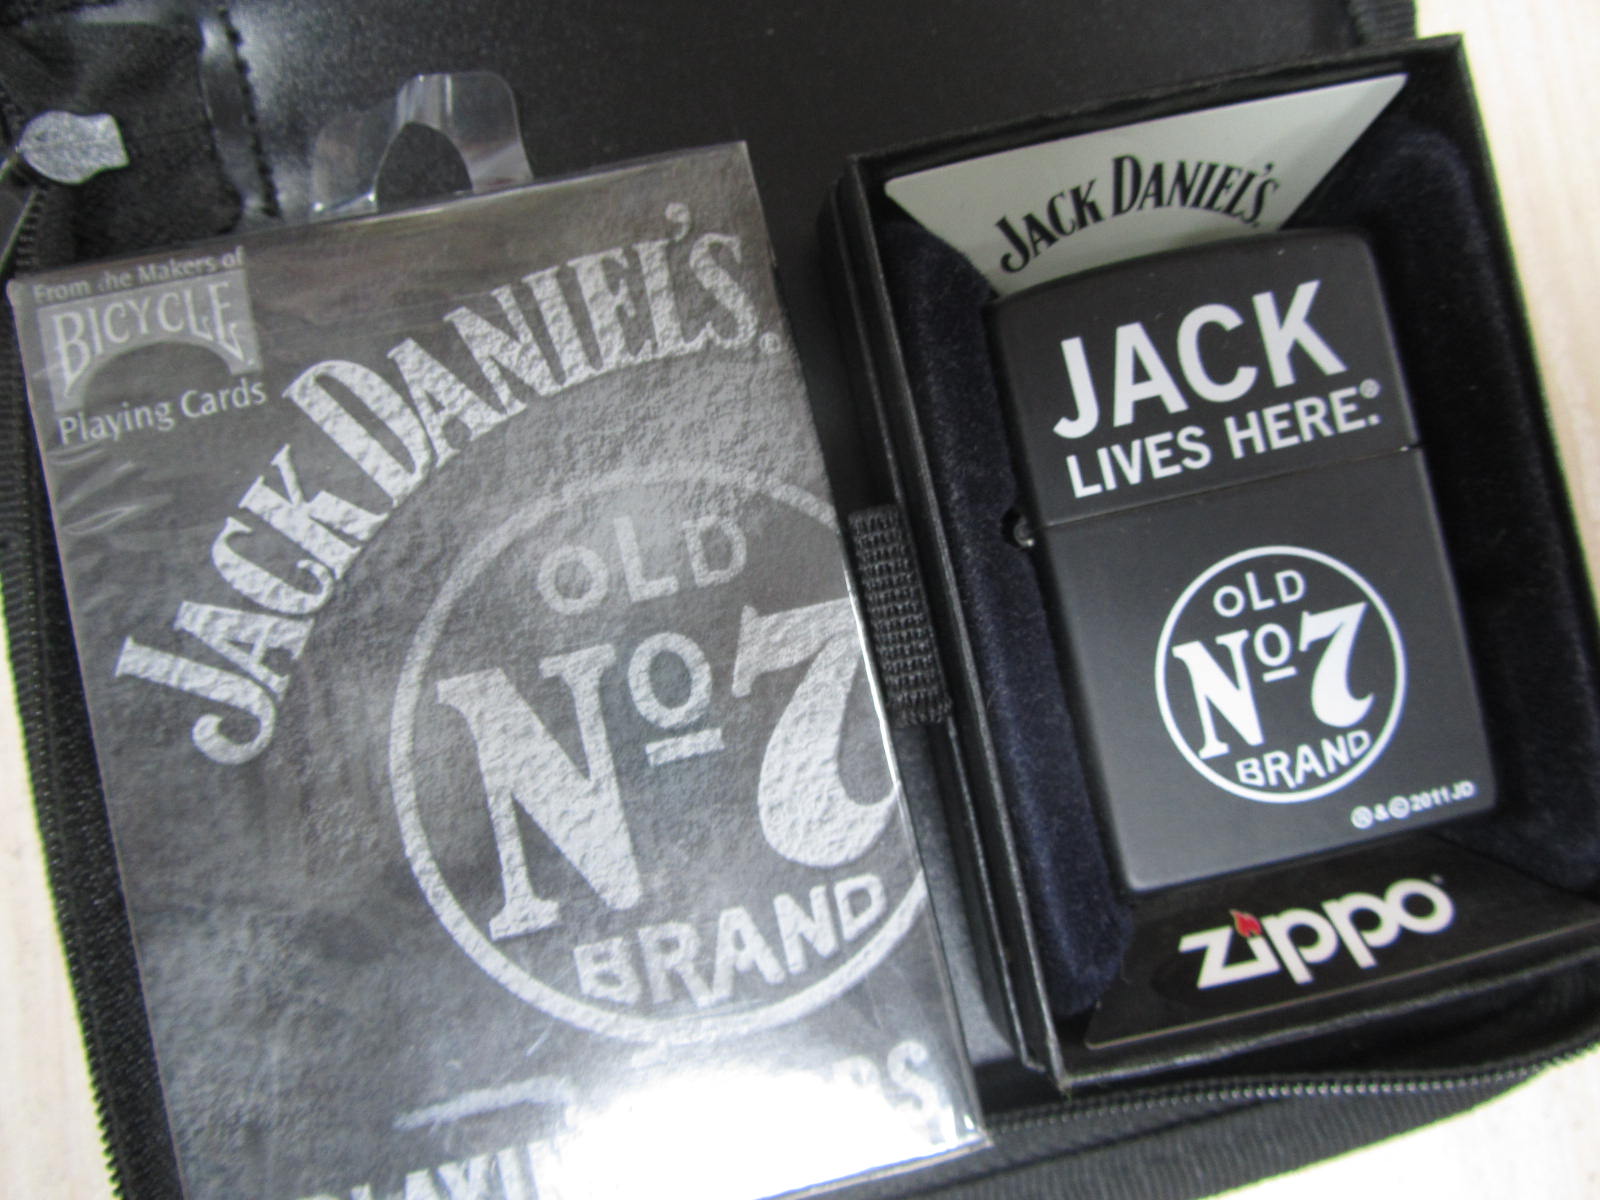 From the Makers of
BICYCLE
Playing Cards
JACK DANIEL'S.
OLD
No 7
BRAND
JACK DANIEL'S.
JACK
LIVES HERE.®
OLD
No 7
BRAND
®&©2011 JD
zippo